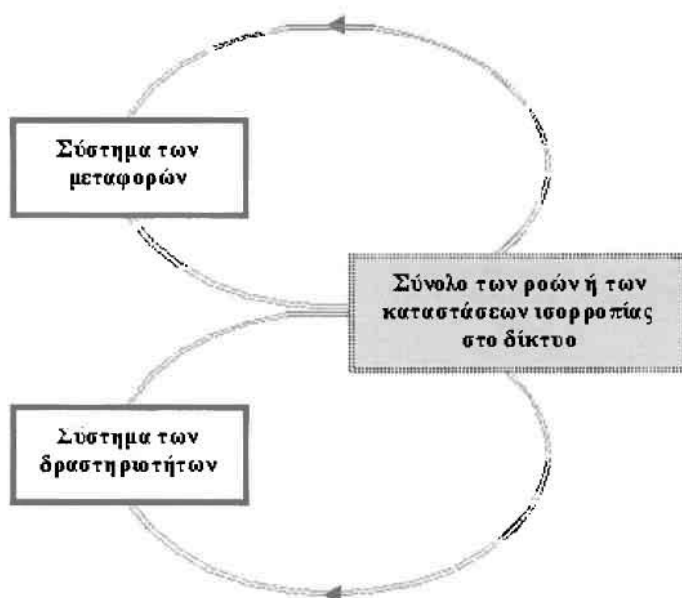 Σύστημα των
μεταφορών
Σύνολο των ροών ή των
καταστάσεων ισορροπίας
στο δίκτυο
Σύστημα των
δραστηριοτήτων